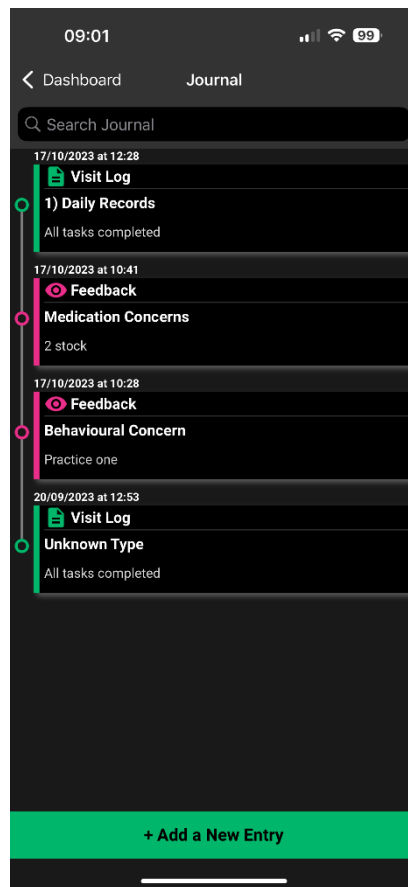 09:01
99
Dashboard
Journal
Search Journal
17/10/2023 at 12:28
Visit Log
1) Daily Records
All tasks completed
17/10/2023 at 10:41
Feedback
Medication Concerns
2 stock
17/10/2023 at 10:28
Feedback
Behavioural Concern
Practice one
20/09/2023 at 12:53
Visit Log
Unknown Type
All tasks completed
+ Add a New Entry